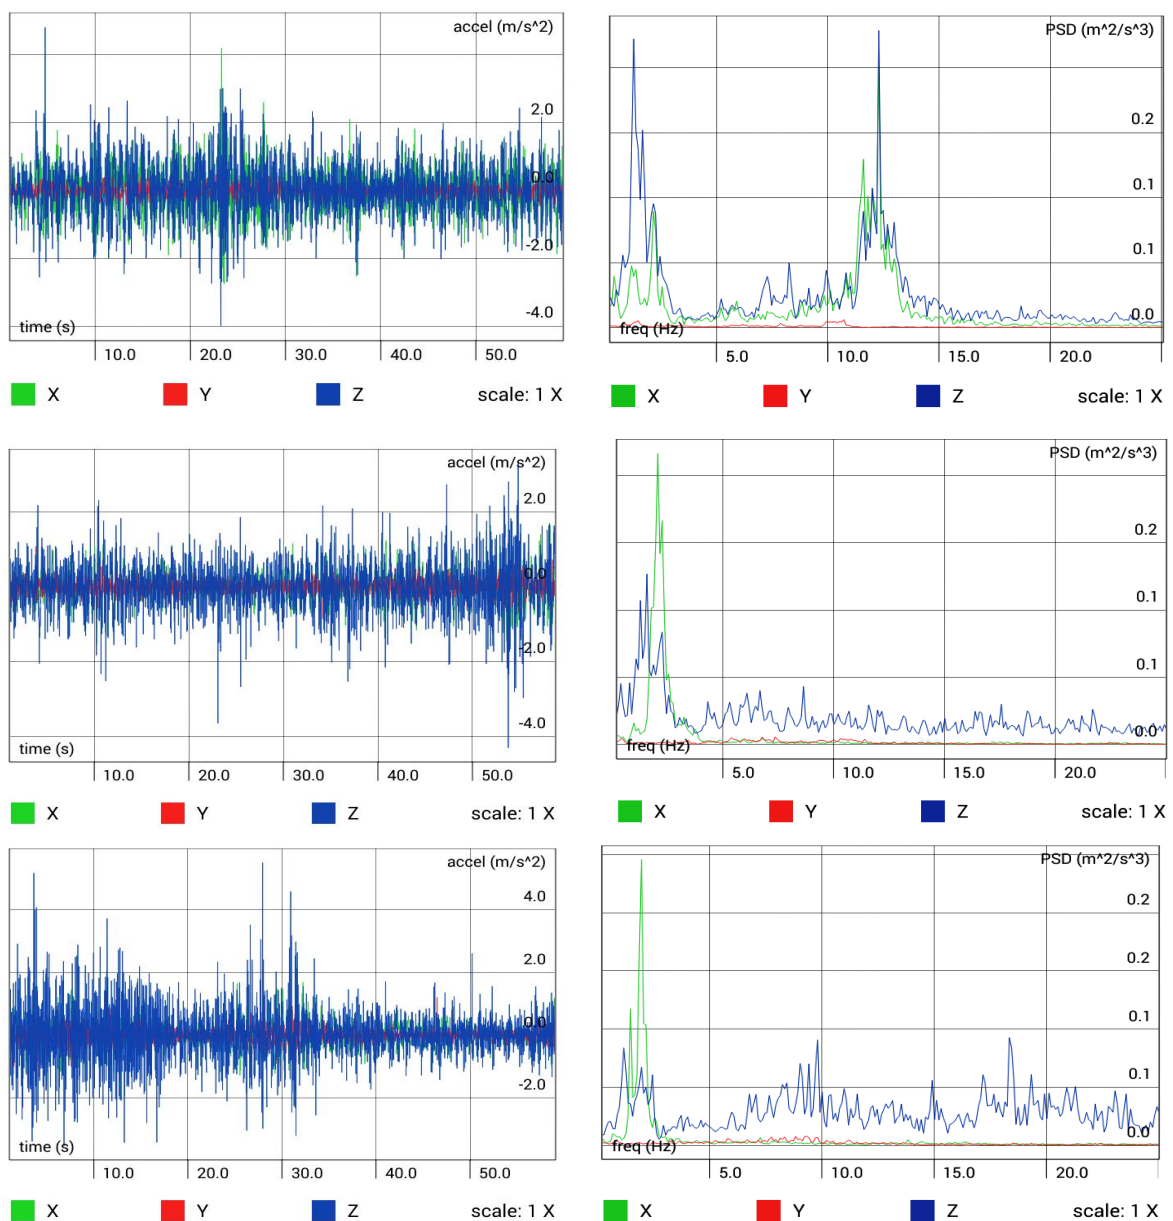 accel (m/s^2)
2.0
0.0
-2.0
-4.0
time (s)
10.0 20.0 30.0 40.0 50.0
X Y Z scale: 1 X
PSD (m^2/s^3)
0.2
0.1
0.1
0.0
freq (Hz)
5.0 10.0 15.0 20.0
X Y Z scale: 1 X
accel (m/s^2)
2.0
0.0
-2.0
-4.0
time (s)
10.0 20.0 30.0 40.0 50.0
X Y Z scale: 1 X
PSD (m^2/s^3)
0.2
0.1
0.1
0.0
freq (Hz)
5.0 10.0 15.0 20.0
X Y Z scale: 1 X
accel (m/s^2)
4.0
2.0
0.0
-2.0
time (s)
10.0 20.0 30.0 40.0 50.0
X Y Z scale: 1 X
PSD (m^2/s^3)
0.2
0.2
0.1
0.1
0.0
freq (Hz)
5.0 10.0 15.0 20.0
X Y Z scale: 1 X